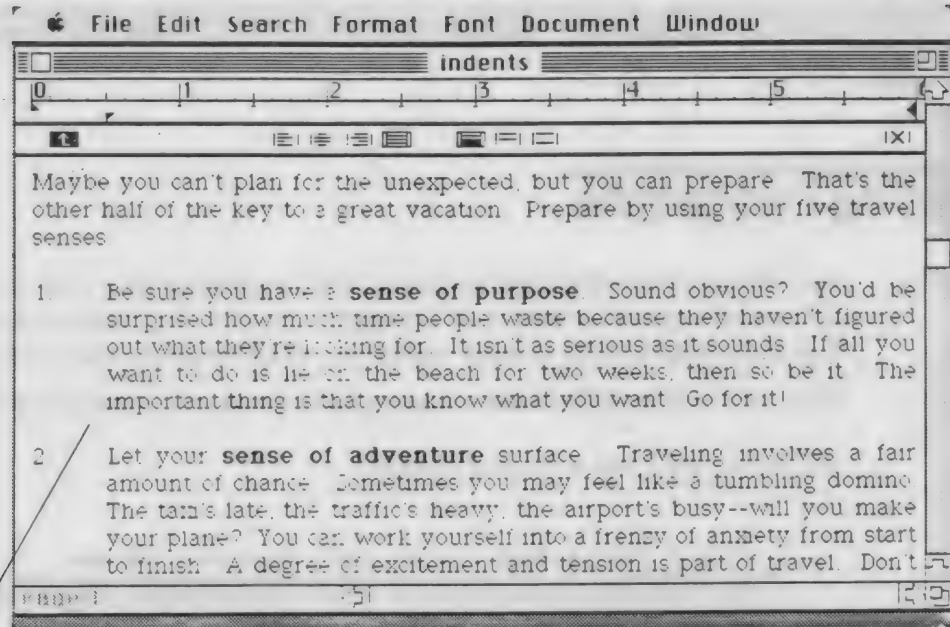 File Edit Search Format Font Document Window
indents
0 1 2 3 4 5
Maybe you can't plan for the unexpected, but you can prepare. That's the
other half of the key to a great vacation. Prepare by using your five travel
senses.
1. Be sure you have a sense of purpose. Sound obvious? You'd be
surprised how much time people waste because they haven't figured
out what they're looking for. It isn't as serious as it sounds. If all you
want to do is lie on the beach for two weeks, then so be it. The
important thing is that you know what you want. Go for it!
2. Let your sense of adventure surface. Traveling involves a fair
amount of chance. Sometimes you may feel like a tumbling domino.
The taxi's late, the traffic's heavy, the airport's busy--will you make
your plane? You can work yourself into a frenzy of anxiety from start
to finish. A degree of excitement and tension is part of travel. Don't
Page 1